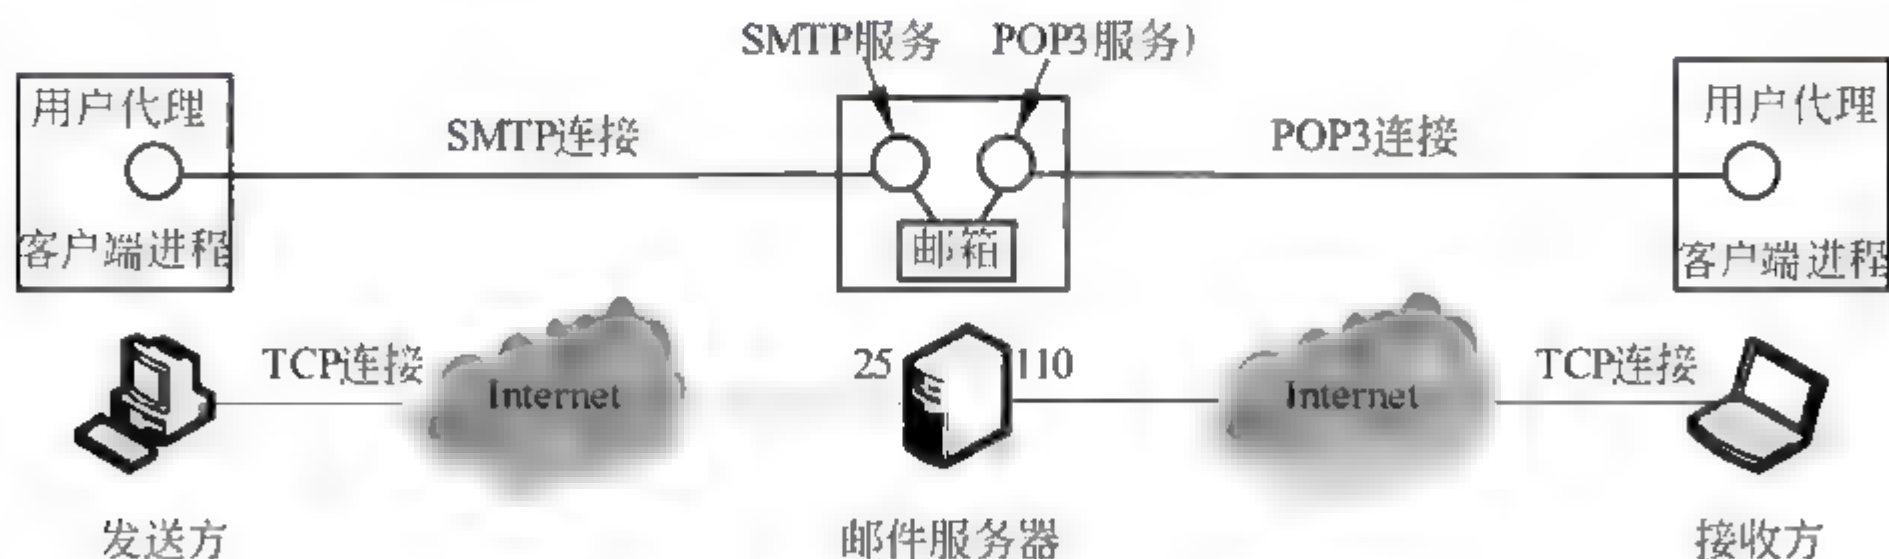 SMTP服务 POP3服务)
用户代理
SMTP连接
POP3连接
用户代理
客户端进程
邮箱
客户端进程
TCP连接
Internet
25
110
Internet
TCP连接
发送方
邮件服务器
接收方